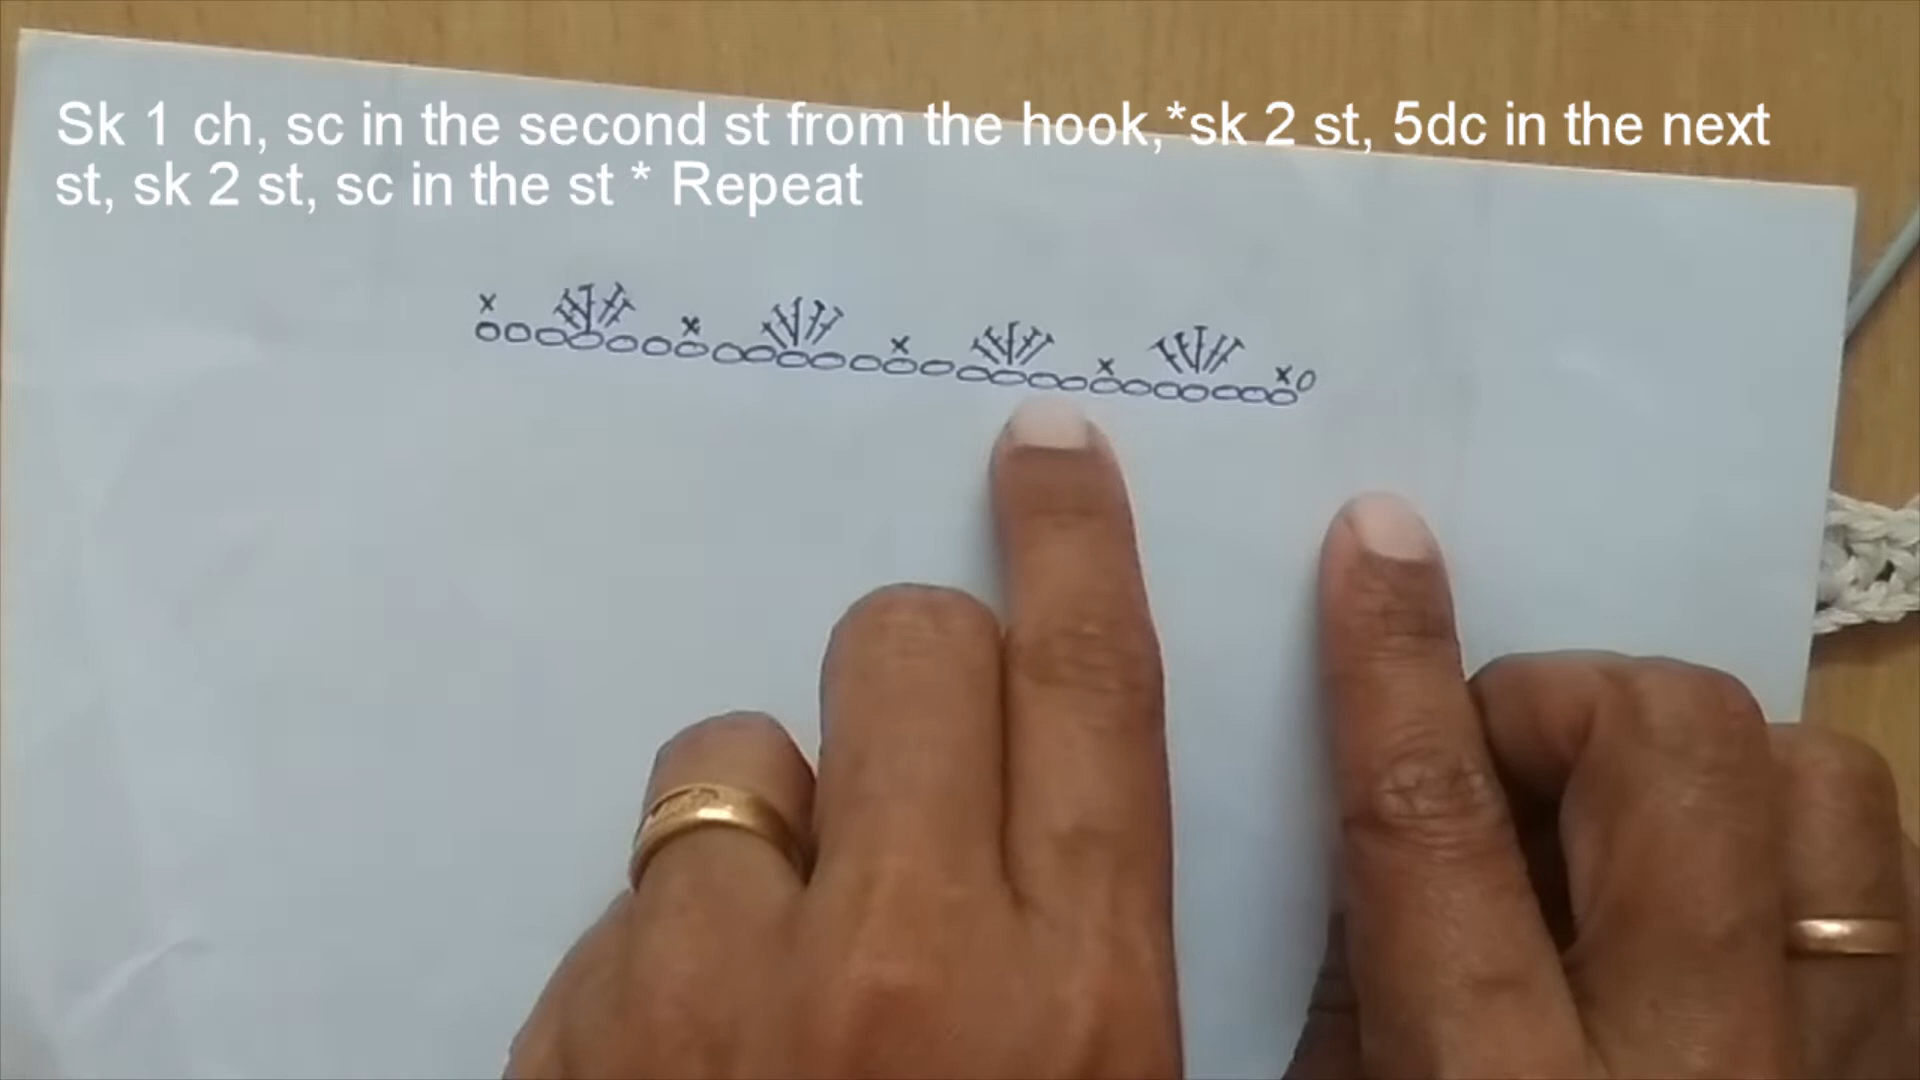 Sk 1 ch, sc in the second st from the hook,*sk 2 st, 5dc in the next
st, sk 2 st, sc in the st * Repeat